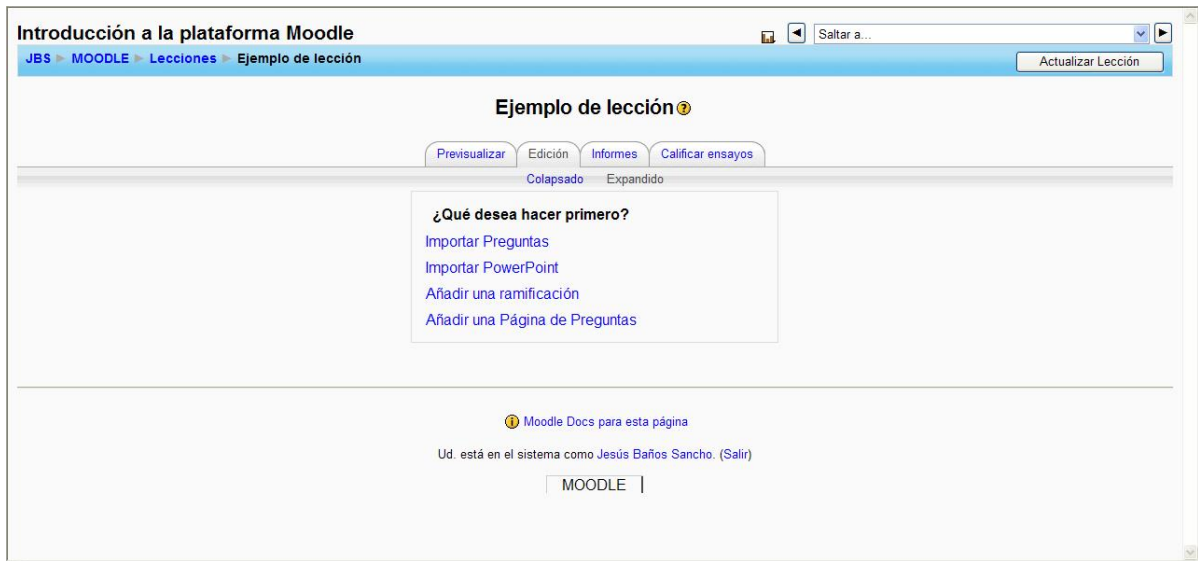 Introducción a la plataforma Moodle
Saltar a...
JBS ► MOODLE ► Lecciones ► Ejemplo de lección
Actualizar Lección
Ejemplo de lección
Previsualizar Edición Informes Calificar ensayos
Colapsado Expandido
¿Qué desea hacer primero?
Importar Preguntas
Importar PowerPoint
Añadir una ramificación
Añadir una Página de Preguntas
Moodle Docs para esta página
Ud. está en el sistema como Jesús Baños Sancho. (Salir)
MOODLE